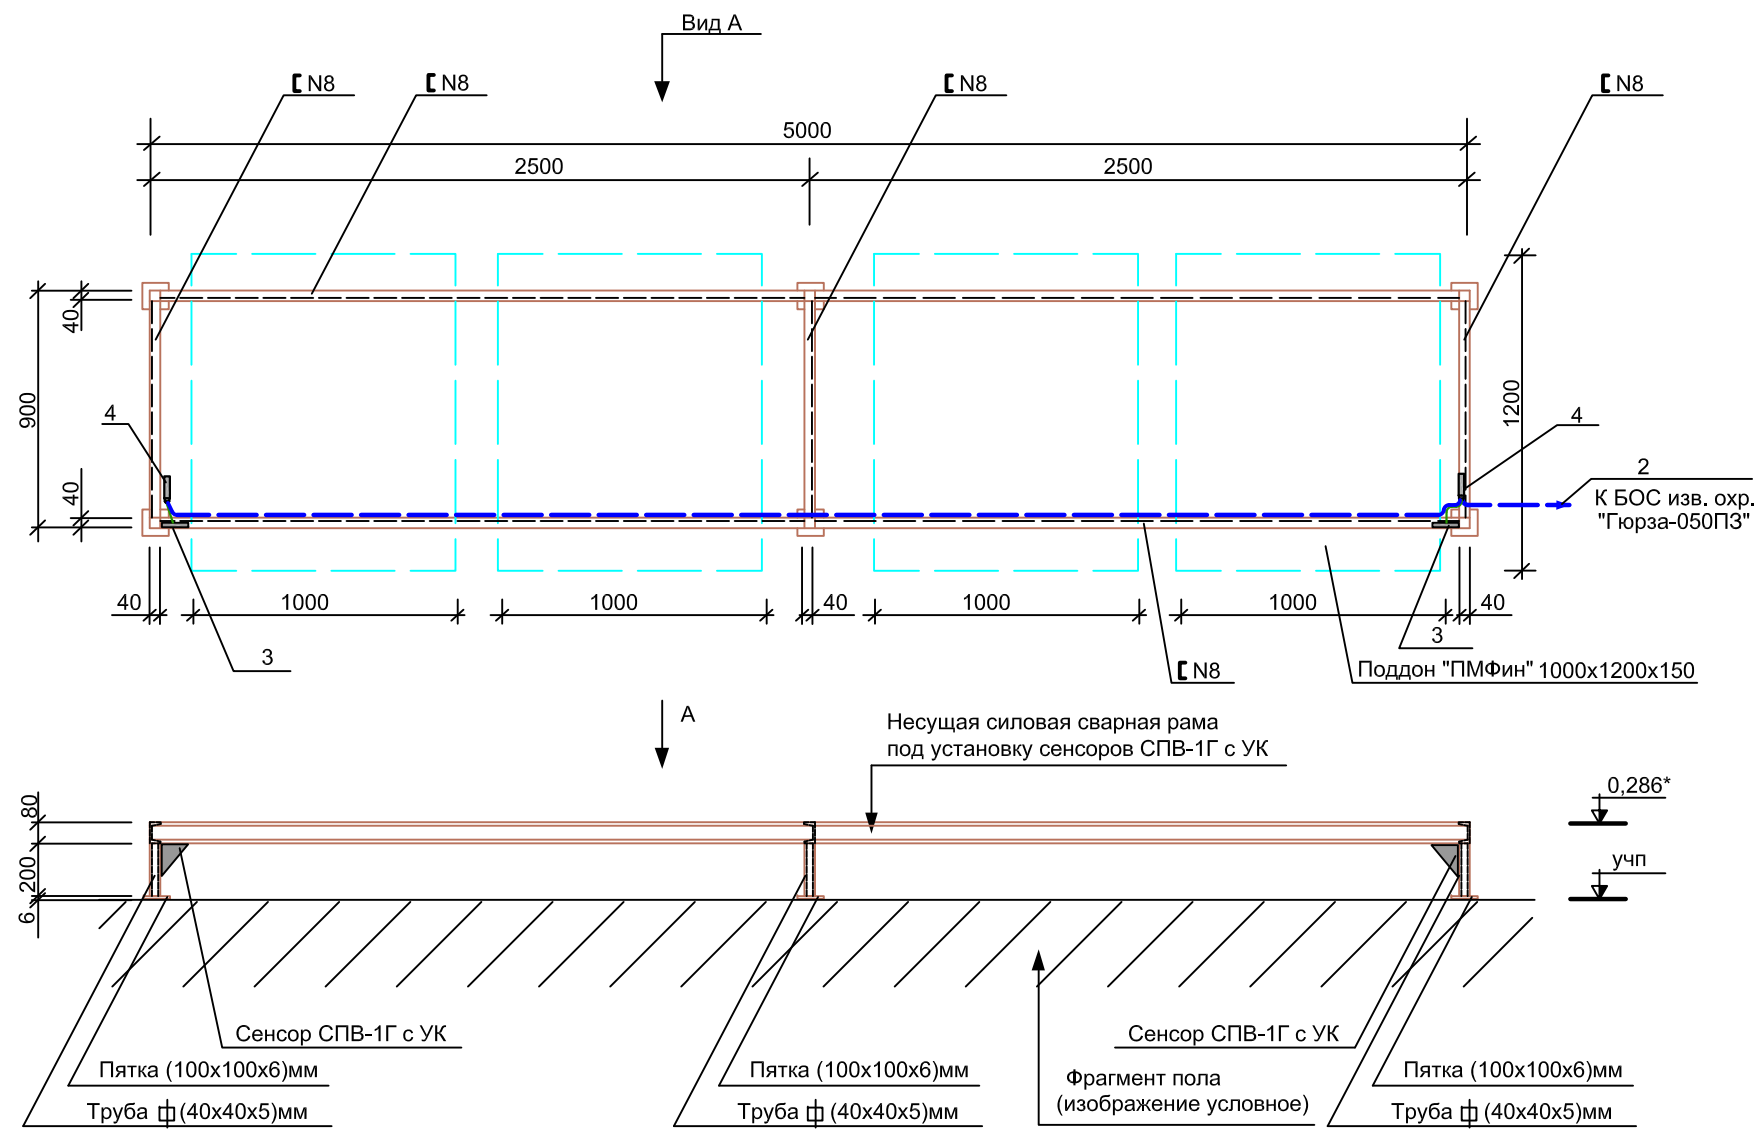 Вид А
[ N8
[ N8
[ N8
[ N8
5000
2500
2500
40
900
40
1200
4
4
2
К БОС изв. охр.
"Гюрза-050ПЗ"
40
1000
1000
40
1000
1000
40
3
3
[ N8
Поддон "ПМФин" 1000х1200х150
А
Несущая силовая сварная рама
под установку сенсоров СПВ-1Г с УК
80
200
6
0,286*
учп
Сенсор СПВ-1Г с УК
Сенсор СПВ-1Г с УК
Пятка (100х100х6)мм
Пятка (100х100х6)мм
Пятка (100х100х6)мм
Фрагмент пола
(изображение условное)
Труба (40х40х5)мм
Труба (40х40х5)мм
Труба (40х40х5)мм